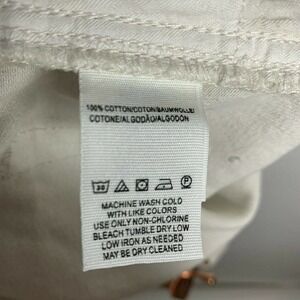 100% COTTON/COTON/BAUMWOLLE/
COTONE/ALGODÃO/ALGODON
30
P
MACHINE WASH COLD
WITH LIKE COLORS
USE ONLY NON-CHLORINE
BLEACH TUMBLE DRY LOW
LOW IRON AS NEEDED
MAY BE DRY CLEANED